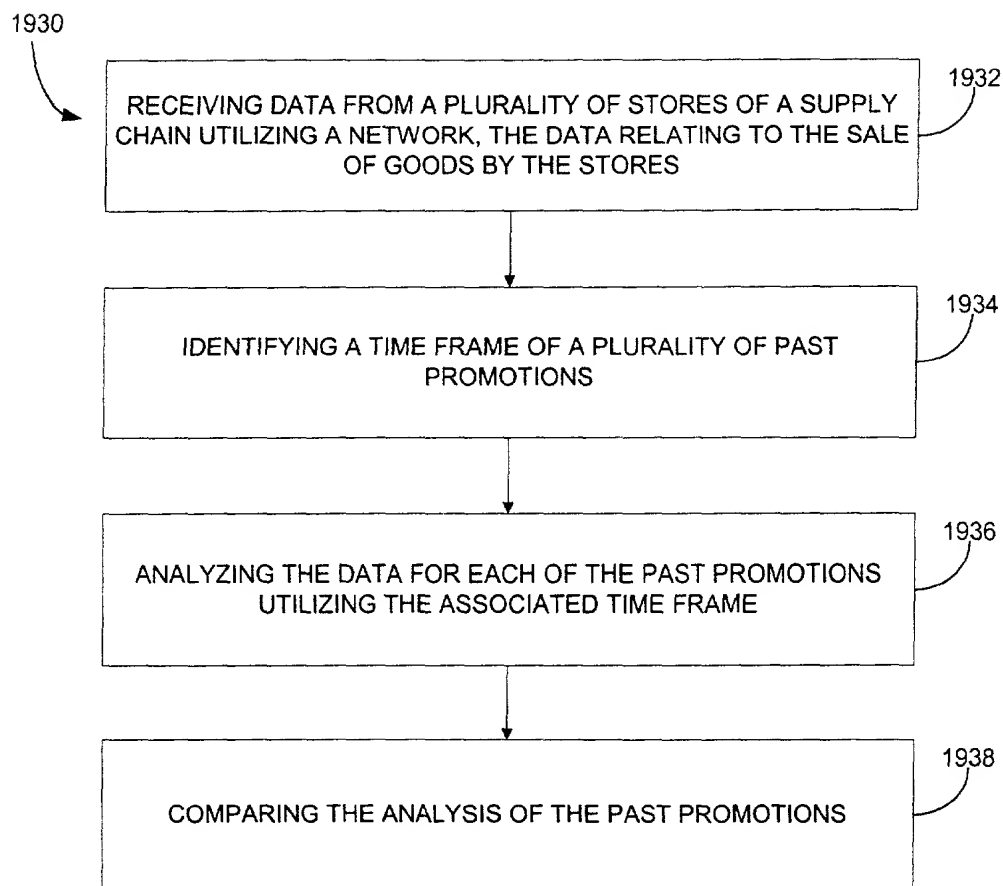 1930
1932
RECEIVING DATA FROM A PLURALITY OF STORES OF A SUPPLY
CHAIN UTILIZING A NETWORK, THE DATA RELATING TO THE SALE
OF GOODS BY THE STORES
1934
IDENTIFYING A TIME FRAME OF A PLURALITY OF PAST
PROMOTIONS
1936
ANALYZING THE DATA FOR EACH OF THE PAST PROMOTIONS
UTILIZING THE ASSOCIATED TIME FRAME
1938
COMPARING THE ANALYSIS OF THE PAST PROMOTIONS